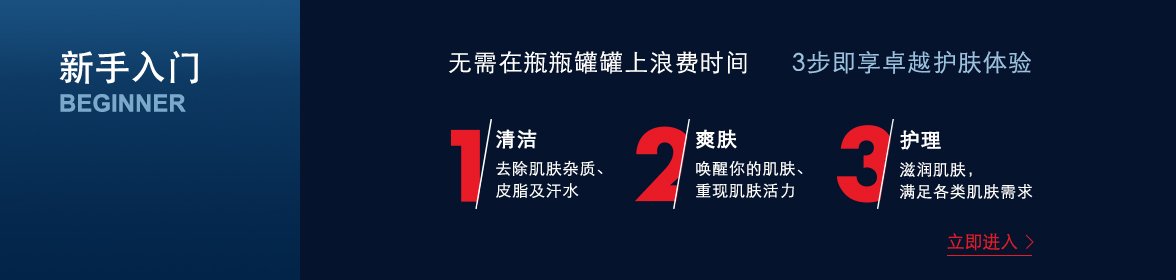 新手入门
BEGINNER
无需在瓶瓶罐罐上浪费时间 3步即享卓越护肤体验
1 清洁
去除肌肤杂质、
皮脂及汗水
2 爽肤
唤醒你的肌肤、
重现肌肤活力
3 护理
滋润肌肤，
满足各类肌肤需求
立即进入 >